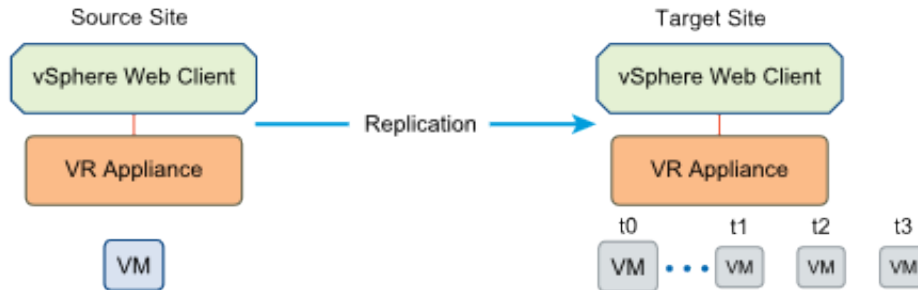 Source Site
Target Site
vSphere Web Client
vSphere Web Client
Replication
VR Appliance
VR Appliance
t0
t1
t2
t3
VM
VM
VM
VM
VM